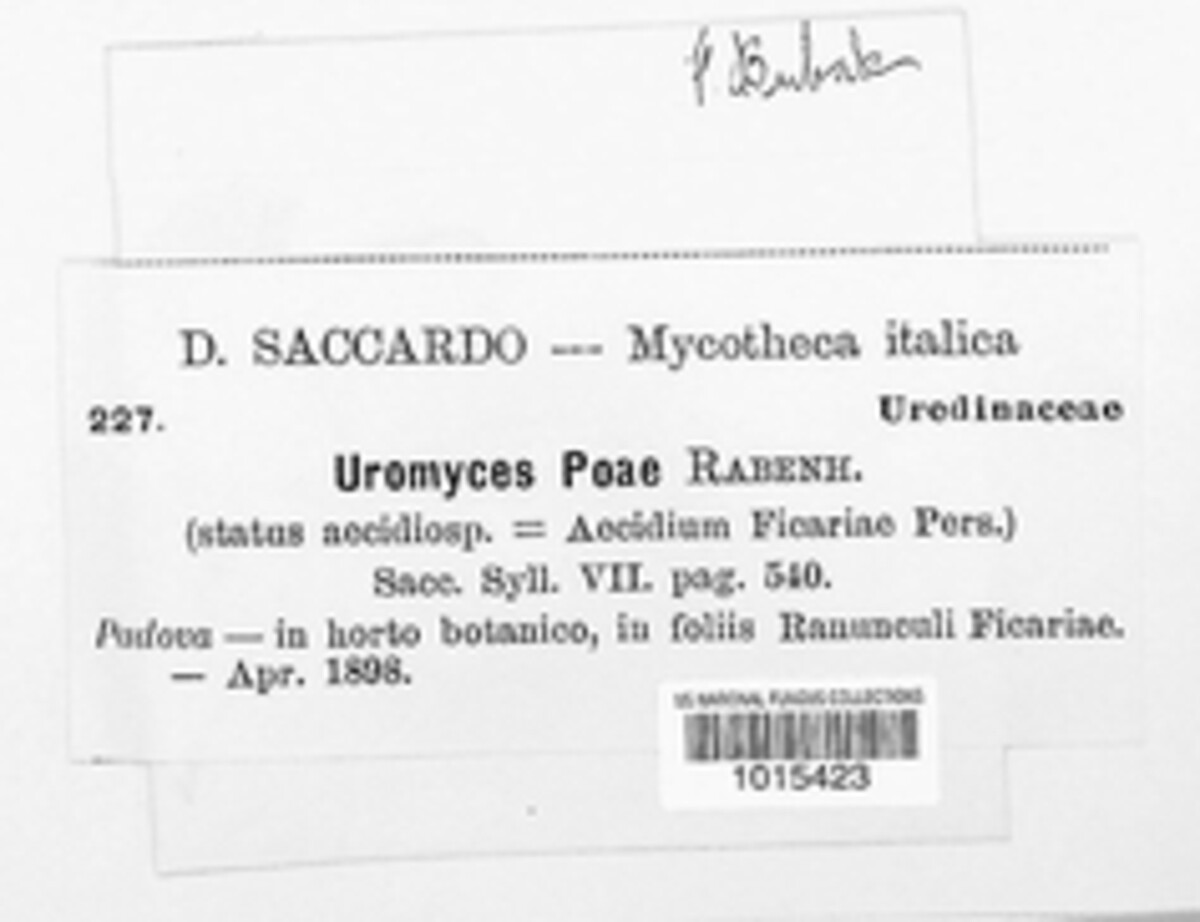 D. SACCARDO — Mycotheca italica
227.
Uredinaceae
Uromyces Poae RABENH.
(status aecidiosp. = Aecidium Ficariae Pers.)
Sacc. Syll. VII. pag. 540.
Padova — in horto botanico, in foliis Ranunculi Ficariae.
— Apr. 1898.
US NATIONAL FUNGUS COLLECTIONS
1015423